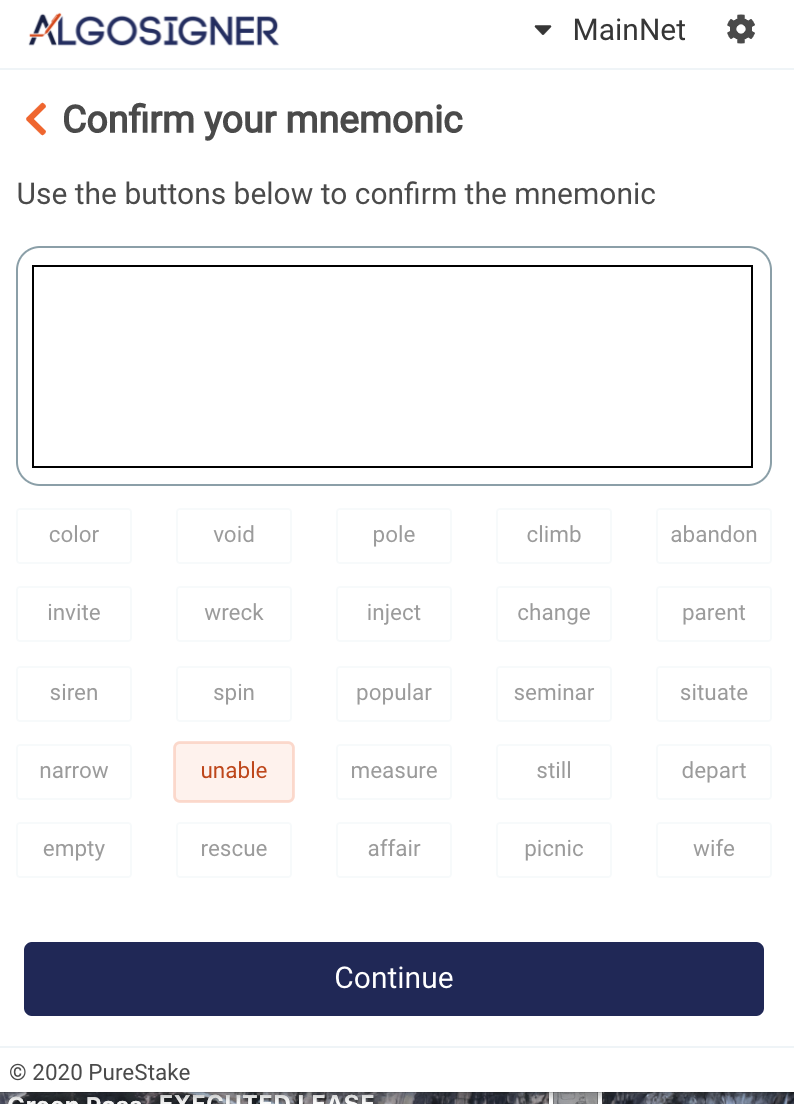 ALGOSIGNER
MainNet
Confirm your mnemonic
Use the buttons below to confirm the mnemonic
color void pole climb abandon
invite wreck inject change parent
siren spin popular seminar situate
narrow unable measure still depart
empty rescue affair picnic wife
Continue
© 2020 PureStake
Green Pass EXECUTED LEASE